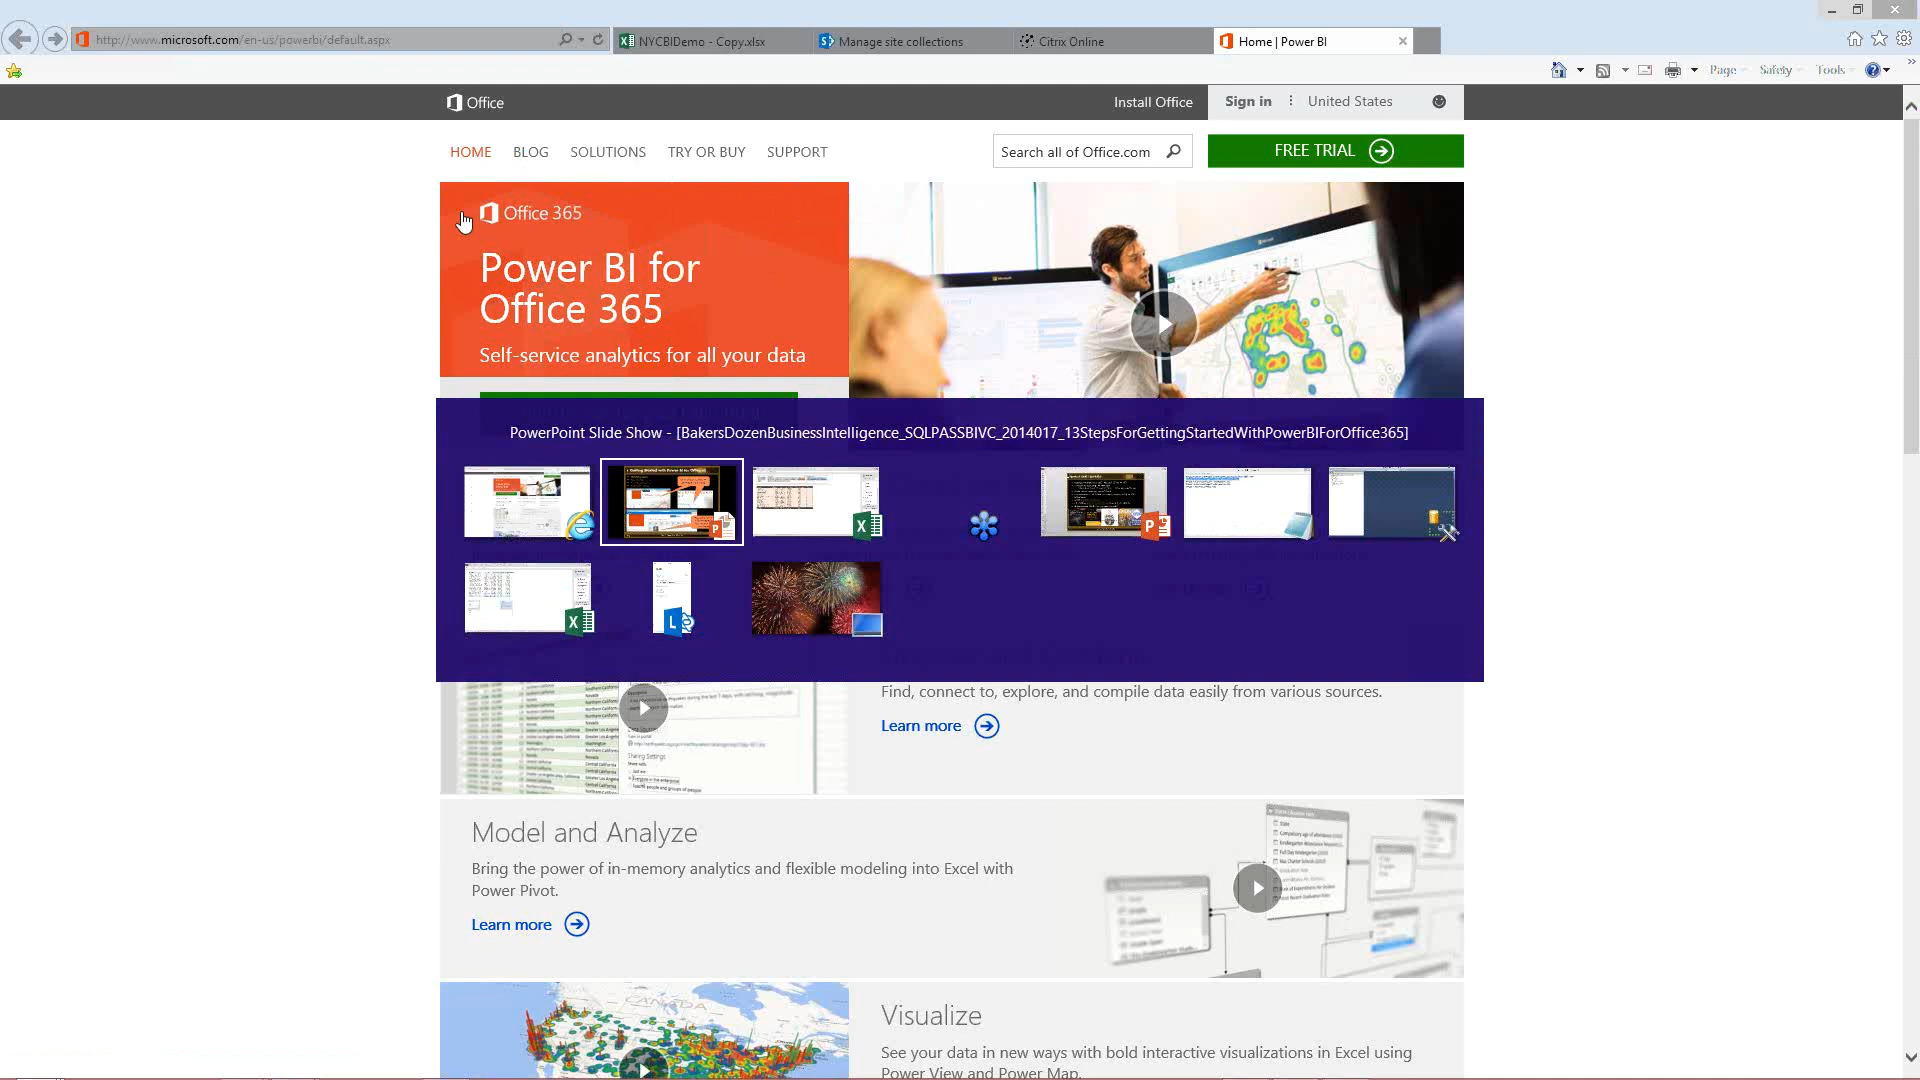 http://www.microsoft.com/en-us/powerbi/default.aspx
NYCBIDemo - Copy.xlsx
Manage site collections
Citrix Online
Home | Power BI
Page
Safety
Tools
Office
Install Office
Sign in
United States
HOME
BLOG
SOLUTIONS
TRY OR BUY
SUPPORT
Search all of Office.com
FREE TRIAL
Office 365
Power BI for
Office 365
Self-service analytics for all your data
PowerPoint Slide Show - [BakersDozenBusinessIntelligence_SQLPASSBIVC_2014017_13StepsForGettingStartedWithPowerBIForOffice365]
Find, connect to, explore, and compile data easily from various sources.
Learn more
Sharing Settings
Model and Analyze
Bring the power of in-memory analytics and flexible modeling into Excel with
Power Pivot.
Learn more
CANADA
Visualize
See your data in new ways with bold interactive visualizations in Excel using
Power View and Power Map.